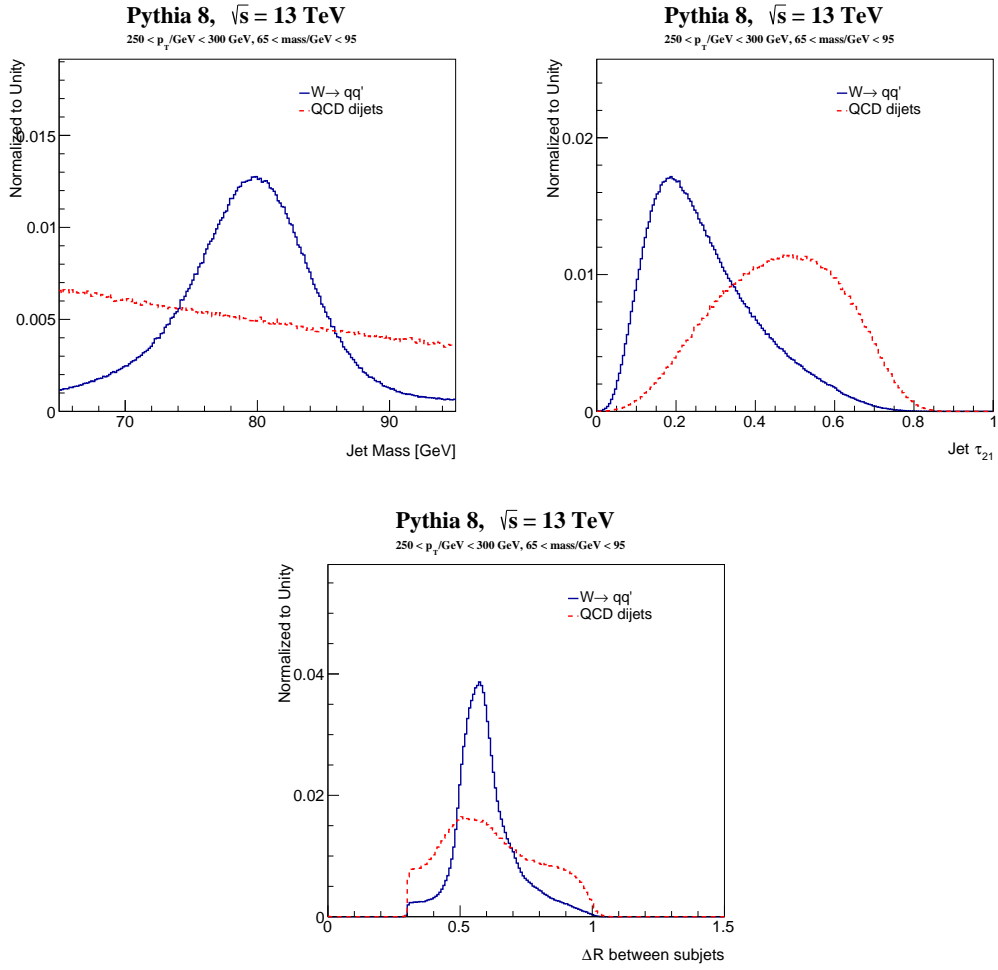 Pythia 8, √s = 13 TeV
250 < p_T/GeV < 300 GeV, 65 < mass/GeV < 95
Normalized to Unity
W→ qq'
QCD dijets
0.015
0.01
0.005
0
70
80
90
Jet Mass [GeV]
Pythia 8, √s = 13 TeV
250 < p_T/GeV < 300 GeV, 65 < mass/GeV < 95
Normalized to Unity
W→ qq'
QCD dijets
0.02
0.01
0
0
0.2
0.4
0.6
0.8
1
Jet τ_21
Pythia 8, √s = 13 TeV
250 < p_T/GeV < 300 GeV, 65 < mass/GeV < 95
Normalized to Unity
W→ qq'
QCD dijets
0.04
0.02
0
0
0.5
1
1.5
ΔR between subjets